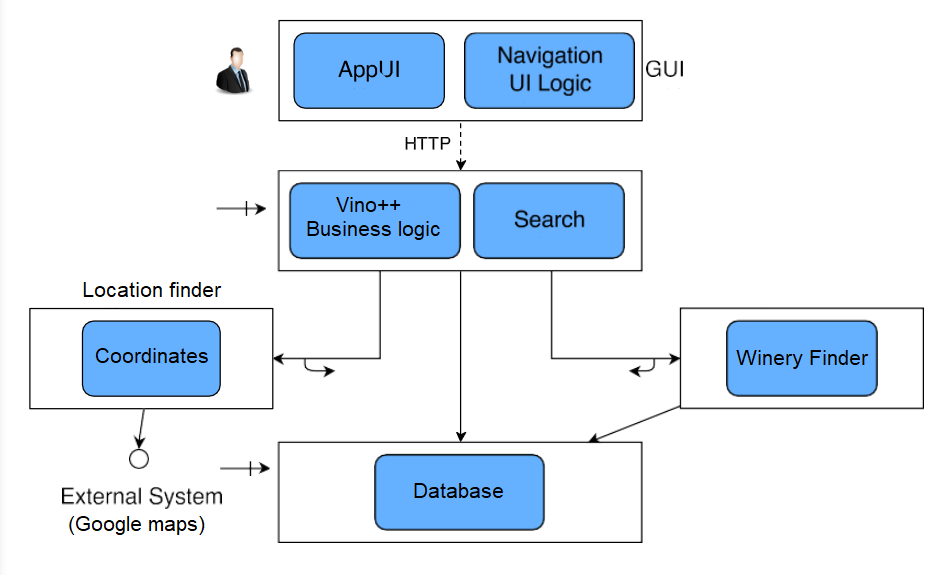 AppUI
Navigation
UI Logic
GUI
HTTP
Vino++
Business logic
Search
Location finder
Coordinates
Winery Finder
External System
(Google maps)
Database